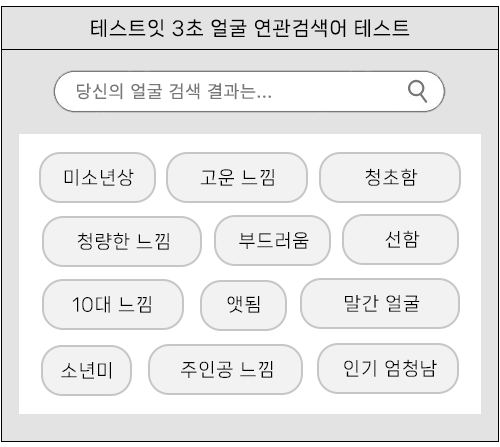 테스트잇 3초 얼굴 연관검색어 테스트
당신의 얼굴 검색 결과는...
미소년상 고운 느낌 청초함
청량한 느낌 부드러움 선함
10대 느낌 앳됨 말간 얼굴
소년미 주인공 느낌 인기 엄청남